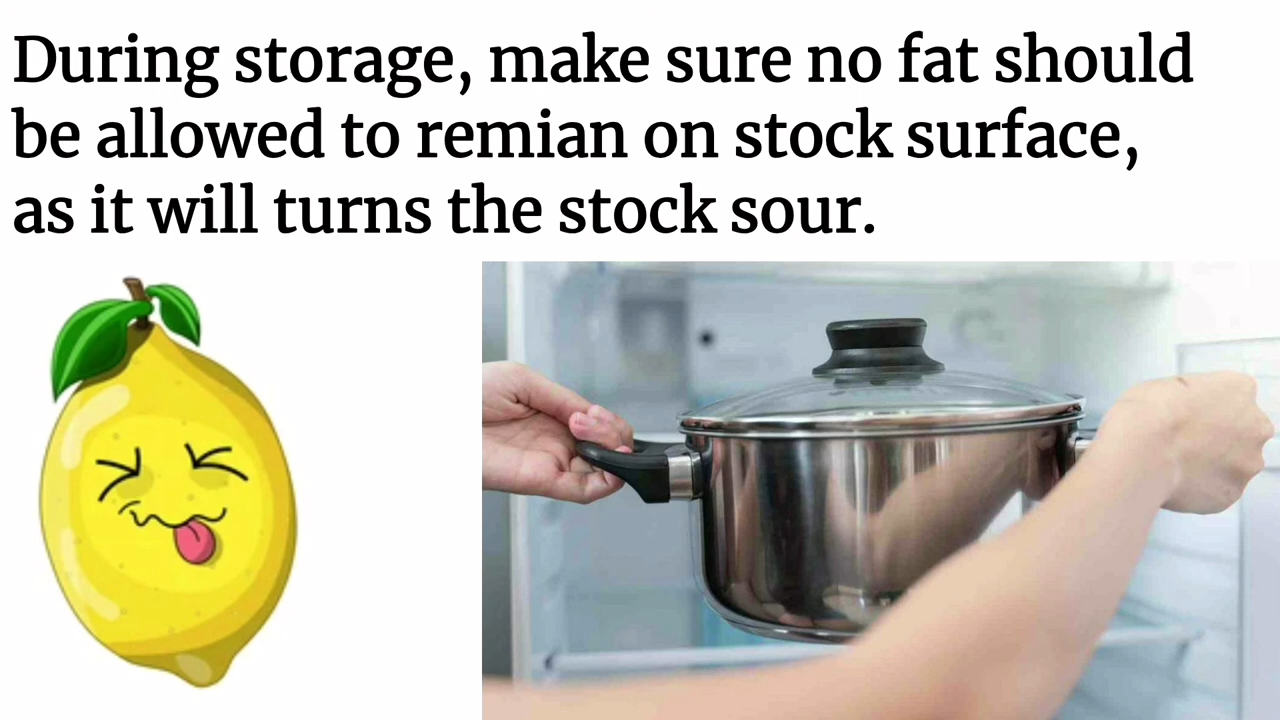 During storage, make sure no fat should
be allowed to remian on stock surface,
as it will turns the stock sour.